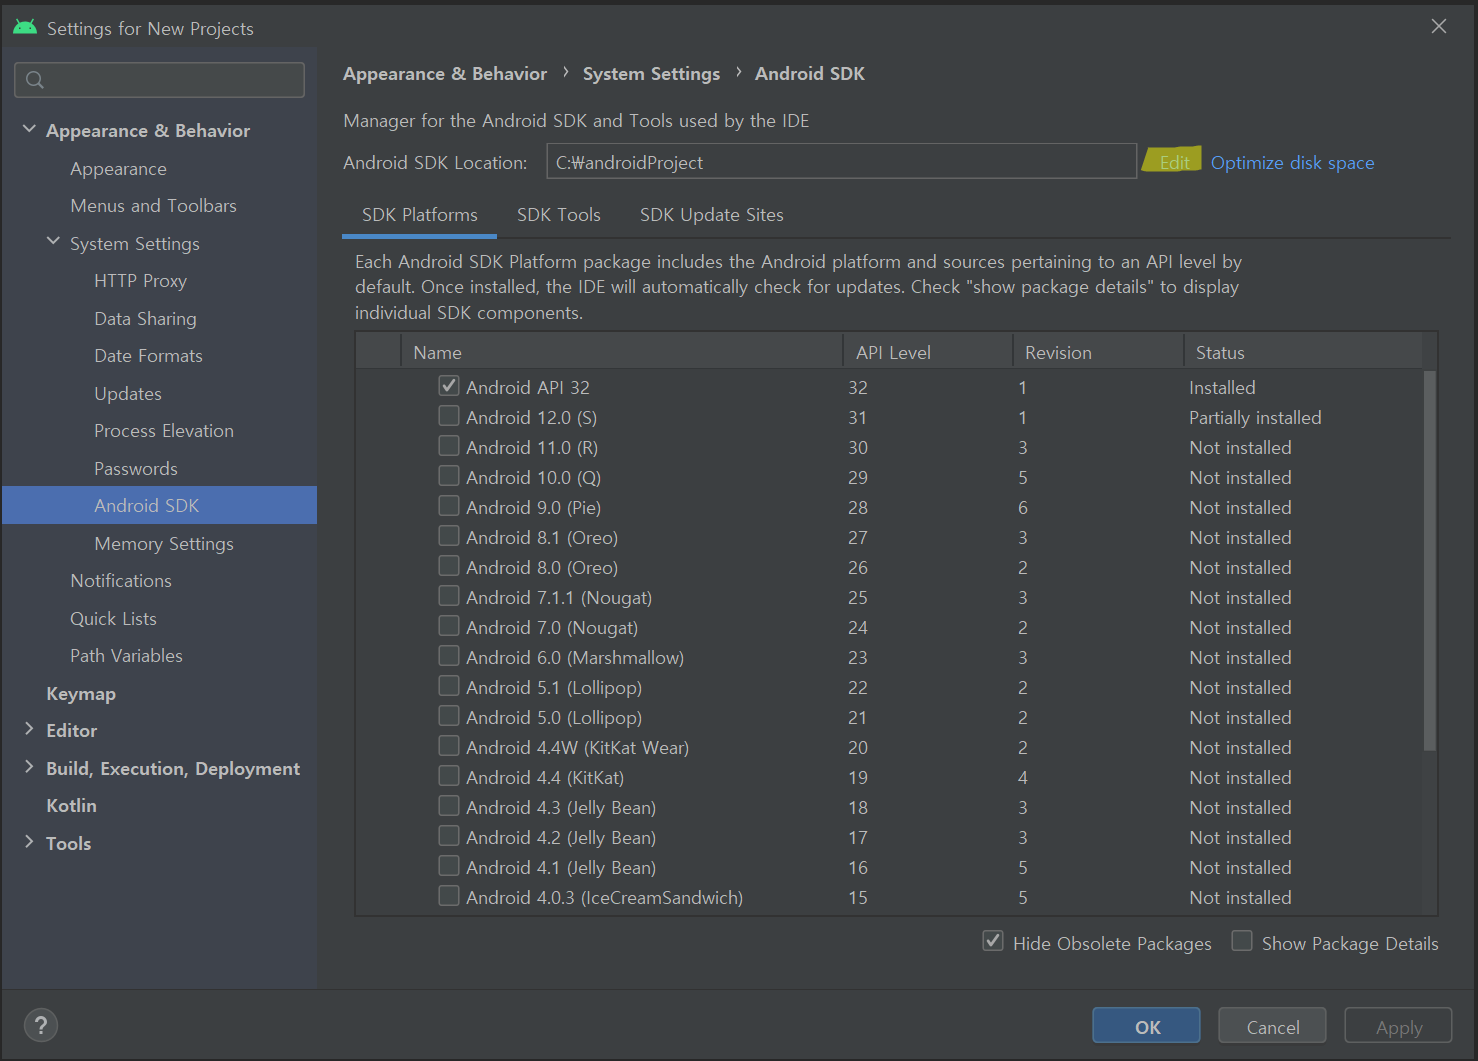 Settings for New Projects
Appearance & Behavior
Appearance
Menus and Toolbars
System Settings
HTTP Proxy
Data Sharing
Date Formats
Updates
Process Elevation
Passwords
Android SDK
Memory Settings
Notifications
Quick Lists
Path Variables
Keymap
Editor
Build, Execution, Deployment
Kotlin
Tools
Appearance & Behavior › System Settings › Android SDK
Manager for the Android SDK and Tools used by the IDE
Android SDK Location: C:₩androidProject Edit Optimize disk space
SDK Platforms SDK Tools SDK Update Sites
Each Android SDK Platform package includes the Android platform and sources pertaining to an API level by
default. Once installed, the IDE will automatically check for updates. Check "show package details" to display
individual SDK components.
Name API Level Revision Status
Android API 32 32 1 Installed
Android 12.0 (S) 31 1 Partially installed
Android 11.0 (R) 30 3 Not installed
Android 10.0 (Q) 29 5 Not installed
Android 9.0 (Pie) 28 6 Not installed
Android 8.1 (Oreo) 27 3 Not installed
Android 8.0 (Oreo) 26 2 Not installed
Android 7.1.1 (Nougat) 25 3 Not installed
Android 7.0 (Nougat) 24 2 Not installed
Android 6.0 (Marshmallow) 23 3 Not installed
Android 5.1 (Lollipop) 22 2 Not installed
Android 5.0 (Lollipop) 21 2 Not installed
Android 4.4W (KitKat Wear) 20 2 Not installed
Android 4.4 (KitKat) 19 4 Not installed
Android 4.3 (Jelly Bean) 18 3 Not installed
Android 4.2 (Jelly Bean) 17 3 Not installed
Android 4.1 (Jelly Bean) 16 5 Not installed
Android 4.0.3 (IceCreamSandwich) 15 5 Not installed
Hide Obsolete Packages Show Package Details
? OK Cancel Apply